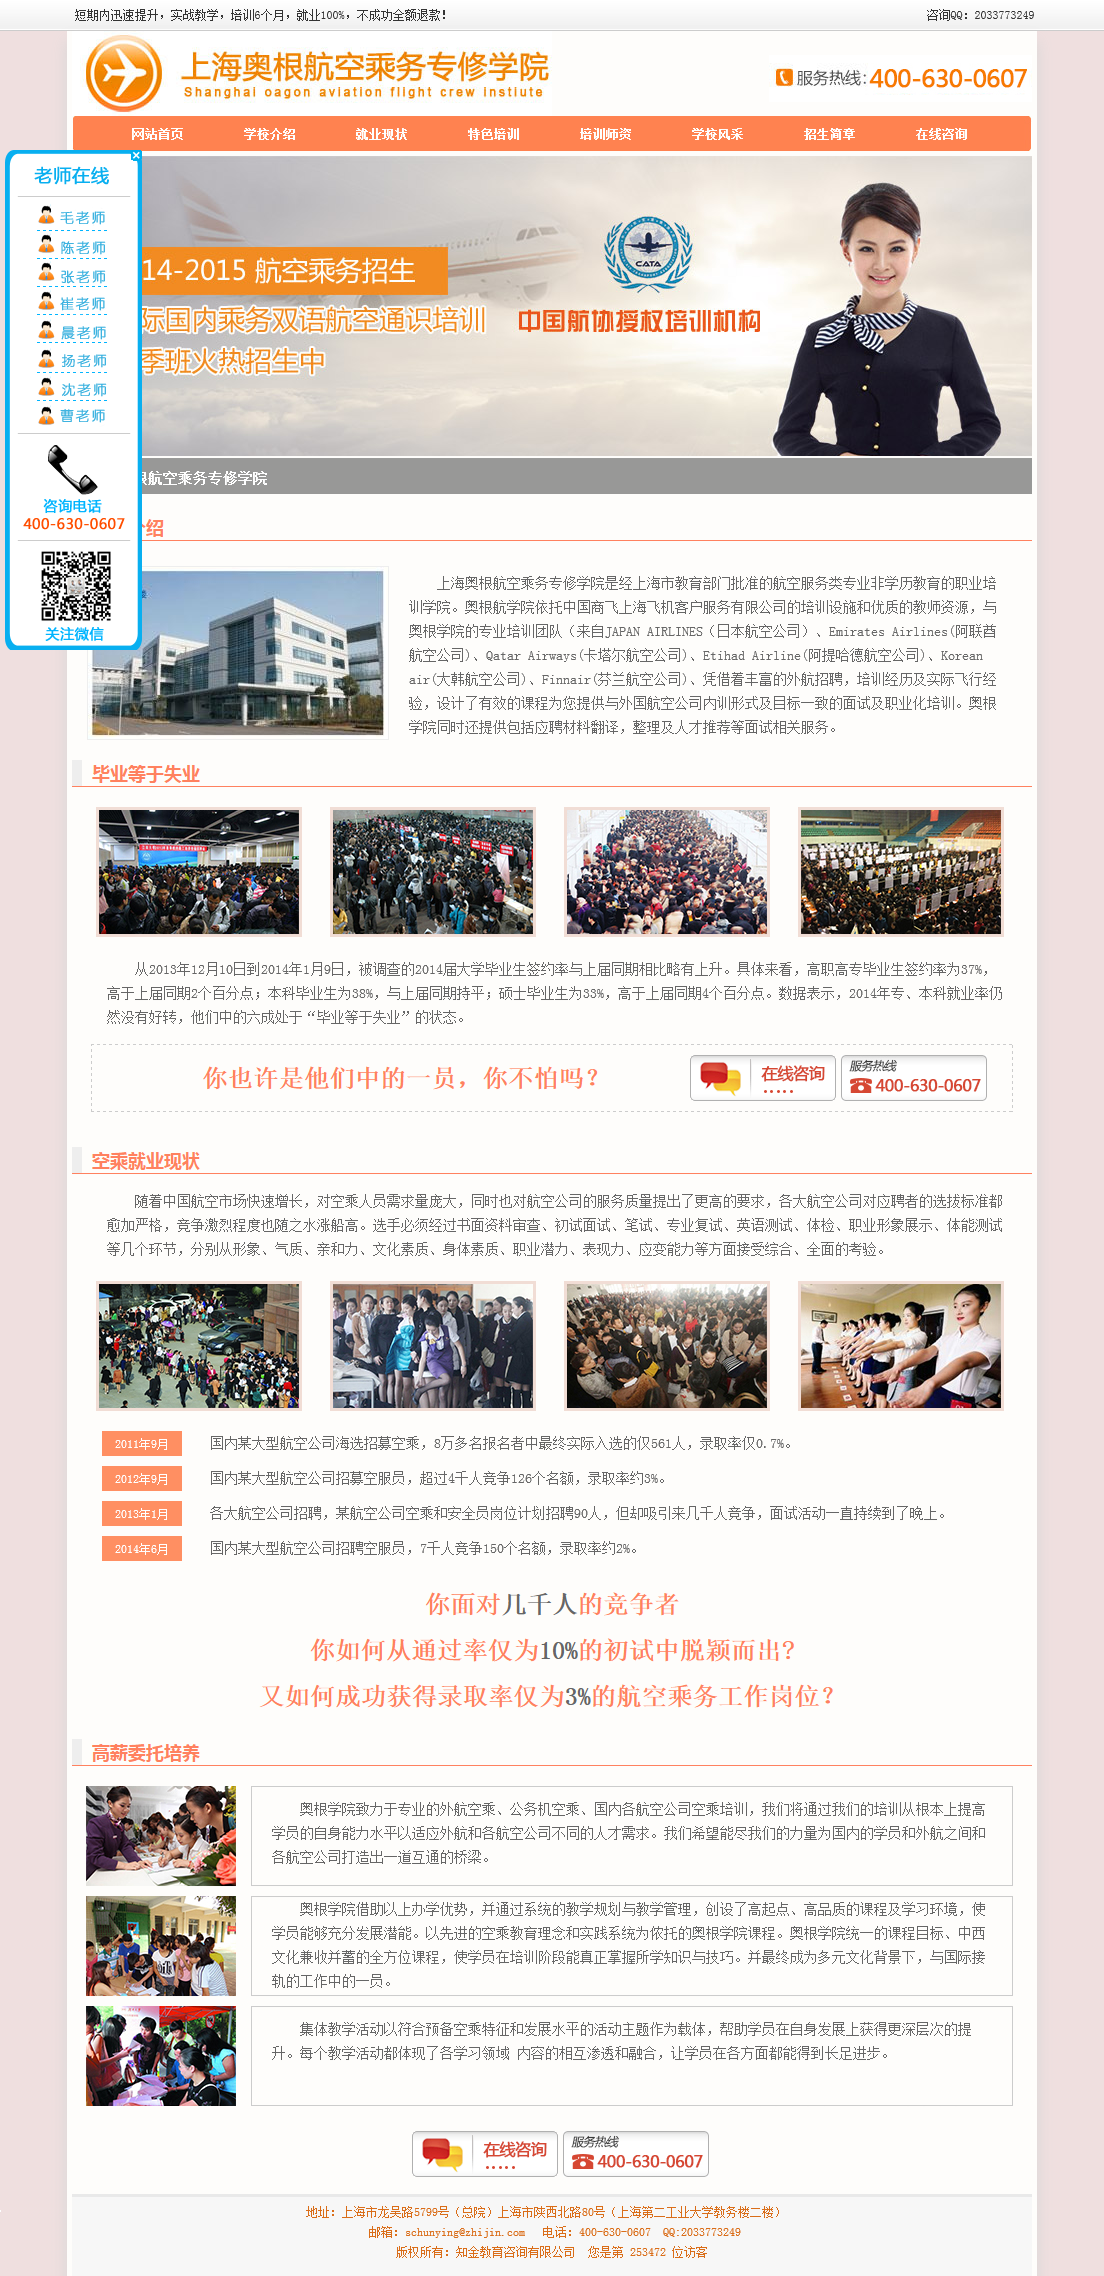 短期内迅速提升，实战教学，培训6个月，就业100%，不成功全额退款！
咨询QQ：2033773249
上海奥根航空乘务专修学院
Shanghai oagon aviation flight crew instiute
服务热线：400-630-0607
网站首页 学校介绍 就业现状 特色培训 培训师资 学校风采 招生简章 在线咨询
老师在线
毛老师
陈老师
张老师
崔老师
晨老师
扬老师
沈老师
曹老师
咨询电话
400-630-0607
关注微信
14-2015 航空乘务招生
际国内乘务双语航空通识培训
季班火热招生中
CATA
中国航协授权培训机构
根航空乘务专修学院
介绍
上海奥根航空乘务专修学院是经上海市教育部门批准的航空服务类专业非学历教育的职业培
训学院。奥根航学院依托中国商飞上海飞机客户服务有限公司的培训设施和优质的教师资源，与
奥根学院的专业培训团队（来自JAPAN AIRLINES（日本航空公司）、Emirates Airlines(阿联酋
航空公司)、Qatar Airways(卡塔尔航空公司)、Etihad Airline(阿提哈德航空公司)、Korean
air(大韩航空公司)、Finnair(芬兰航空公司)、凭借着丰富的外航招聘，培训经历及实际飞行经
验，设计了有效的课程为您提供与外国航空公司内训形式及目标一致的面试及职业化培训。奥根
学院同时还提供包括应聘材料翻译，整理及人才推荐等面试相关服务。
毕业等于失业
从2013年12月10日到2014年1月9日，被调查的2014届大学毕业生签约率与上届同期相比略有上升。具体来看，高职高专毕业生签约率为37%，
高于上届同期2个百分点；本科毕业生为38%，与上届同期持平；硕士毕业生为33%，高于上届同期4个百分点。数据表示，2014年专、本科就业率仍
然没有好转，他们中的六成处于“毕业等于失业”的状态。
你也许是他们中的一员，你不怕吗？
在线咨询
服务热线
400-630-0607
空乘就业现状
随着中国航空市场快速增长，对空乘人员需求量庞大，同时也对航空公司的服务质量提出了更高的要求，各大航空公司对应聘者的选拔标准都
愈加严格，竞争激烈程度也随之水涨船高。选手必须经过书面资料审查、初试面试、笔试、专业复试、英语测试、体检、职业形象展示、体能测试
等几个环节，分别从形象、气质、亲和力、文化素质、身体素质、职业潜力、表现力、应变能力等方面接受综合、全面的考验。
2011年9月 国内某大型航空公司海选招募空乘，8万多名报名者中最终实际入选的仅561人，录取率仅0.7%。
2012年9月 国内某大型航空公司招募空服员，超过4千人竞争126个名额，录取率约3%。
2013年1月 各大航空公司招聘，某航空公司空乘和安全员岗位计划招聘90人，但却吸引来几千人竞争，面试活动一直持续到了晚上。
2014年6月 国内某大型航空公司招聘空服员，7千人竞争150个名额，录取率约2%。
你面对几千人的竞争者
你如何从通过率仅为10%的初试中脱颖而出？
又如何成功获得录取率仅为3%的航空乘务工作岗位？
高薪委托培养
奥根学院致力于专业的外航空乘、公务机空乘、国内各航空公司空乘培训，我们将通过我们的培训从根本上提高
学员的自身能力水平以适应外航和各航空公司不同的人才需求。我们希望能尽我们的力量为国内的学员和外航之间和
各航空公司打造出一道互通的桥梁。
奥根学院借助以上办学优势，并通过系统的教学规划与教学管理，创设了高起点、高品质的课程及学习环境，使
学员能够充分发展潜能。以先进的空乘教育理念和实践系统为依托的奥根学院课程。奥根学院统一的课程目标、中西
文化兼收并蓄的全方位课程，使学员在培训阶段能真正掌握所学知识与技巧。并最终成为多元文化背景下，与国际接
轨的工作中的一员。
集体教学活动以符合预备空乘特征和发展水平的活动主题作为载体，帮助学员在自身发展上获得更深层次的提
升。每个教学活动都体现了各学习领域 内容的相互渗透和融合，让学员在各方面都能得到长足进步。
在线咨询
服务热线
400-630-0607
地址：上海市龙吴路5799号（总院）上海市陕西北路80号（上海第二工业大学教务楼二楼）
邮箱：schunying@zhijin.com 电话：400-630-0607 QQ:2033773249
版权所有：知金教育咨询有限公司 您是第 253472 位访客